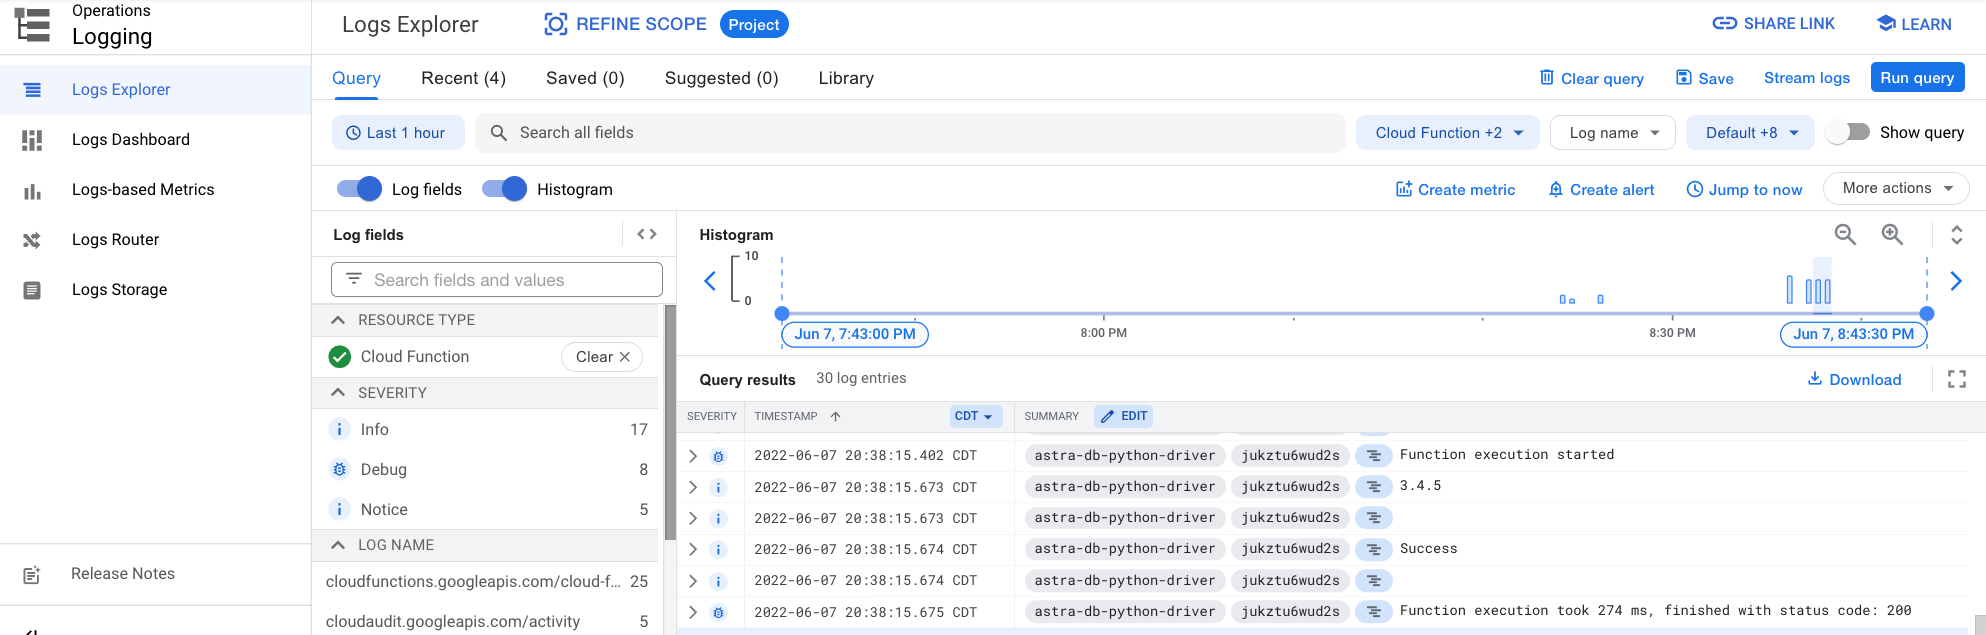 Operations
Logging
Logs Explorer
Logs Dashboard
Logs-based Metrics
Logs Router
Logs Storage
Release Notes
Logs Explorer
REFINE SCOPE Project
SHARE LINK LEARN
Query Recent (4) Saved (0) Suggested (0) Library
Clear query Save Stream logs Run query
Last 1 hour Search all fields Cloud Function +2 Log name Default +8 Show query
Log fields Histogram Create metric Create alert Jump to now More actions
Log fields
Search fields and values
RESOURCE TYPE
Cloud Function Clear
SEVERITY
Info 17
Debug 8
Notice 5
LOG NAME
cloudfunctions.googleapis.com/cloud-f... 25
cloudaudit.googleapis.com/activity 5
Histogram
10
0
8:00 PM 8:30 PM
Jun 7, 7:43:00 PM Jun 7, 8:43:30 PM
Query results 30 log entries Download
SEVERITY TIMESTAMP CDT SUMMARY EDIT
2022-06-07 20:38:15.402 CDT astra-db-python-driver jukztu6wud2s Function execution started
2022-06-07 20:38:15.673 CDT astra-db-python-driver jukztu6wud2s 3.4.5
2022-06-07 20:38:15.673 CDT astra-db-python-driver jukztu6wud2s
2022-06-07 20:38:15.674 CDT astra-db-python-driver jukztu6wud2s Success
2022-06-07 20:38:15.674 CDT astra-db-python-driver jukztu6wud2s
2022-06-07 20:38:15.675 CDT astra-db-python-driver jukztu6wud2s Function execution took 274 ms, finished with status code: 200